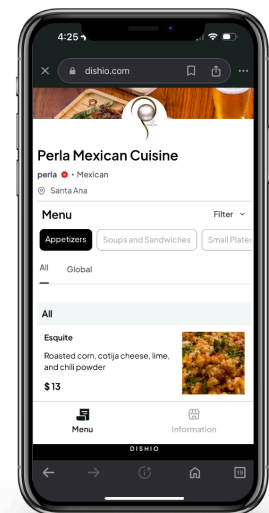 4:25
dishio.com
Perla Mexican Cuisine
perla • Mexican
Santa Ana
Menu
Filter
Appetizers
Soups and Sandwiches
Small Plates
All
Global
All
Esquite
Roasted corn, cotija cheese, lime,
and chili powder
$13
Menu
Information
DISHIO
19